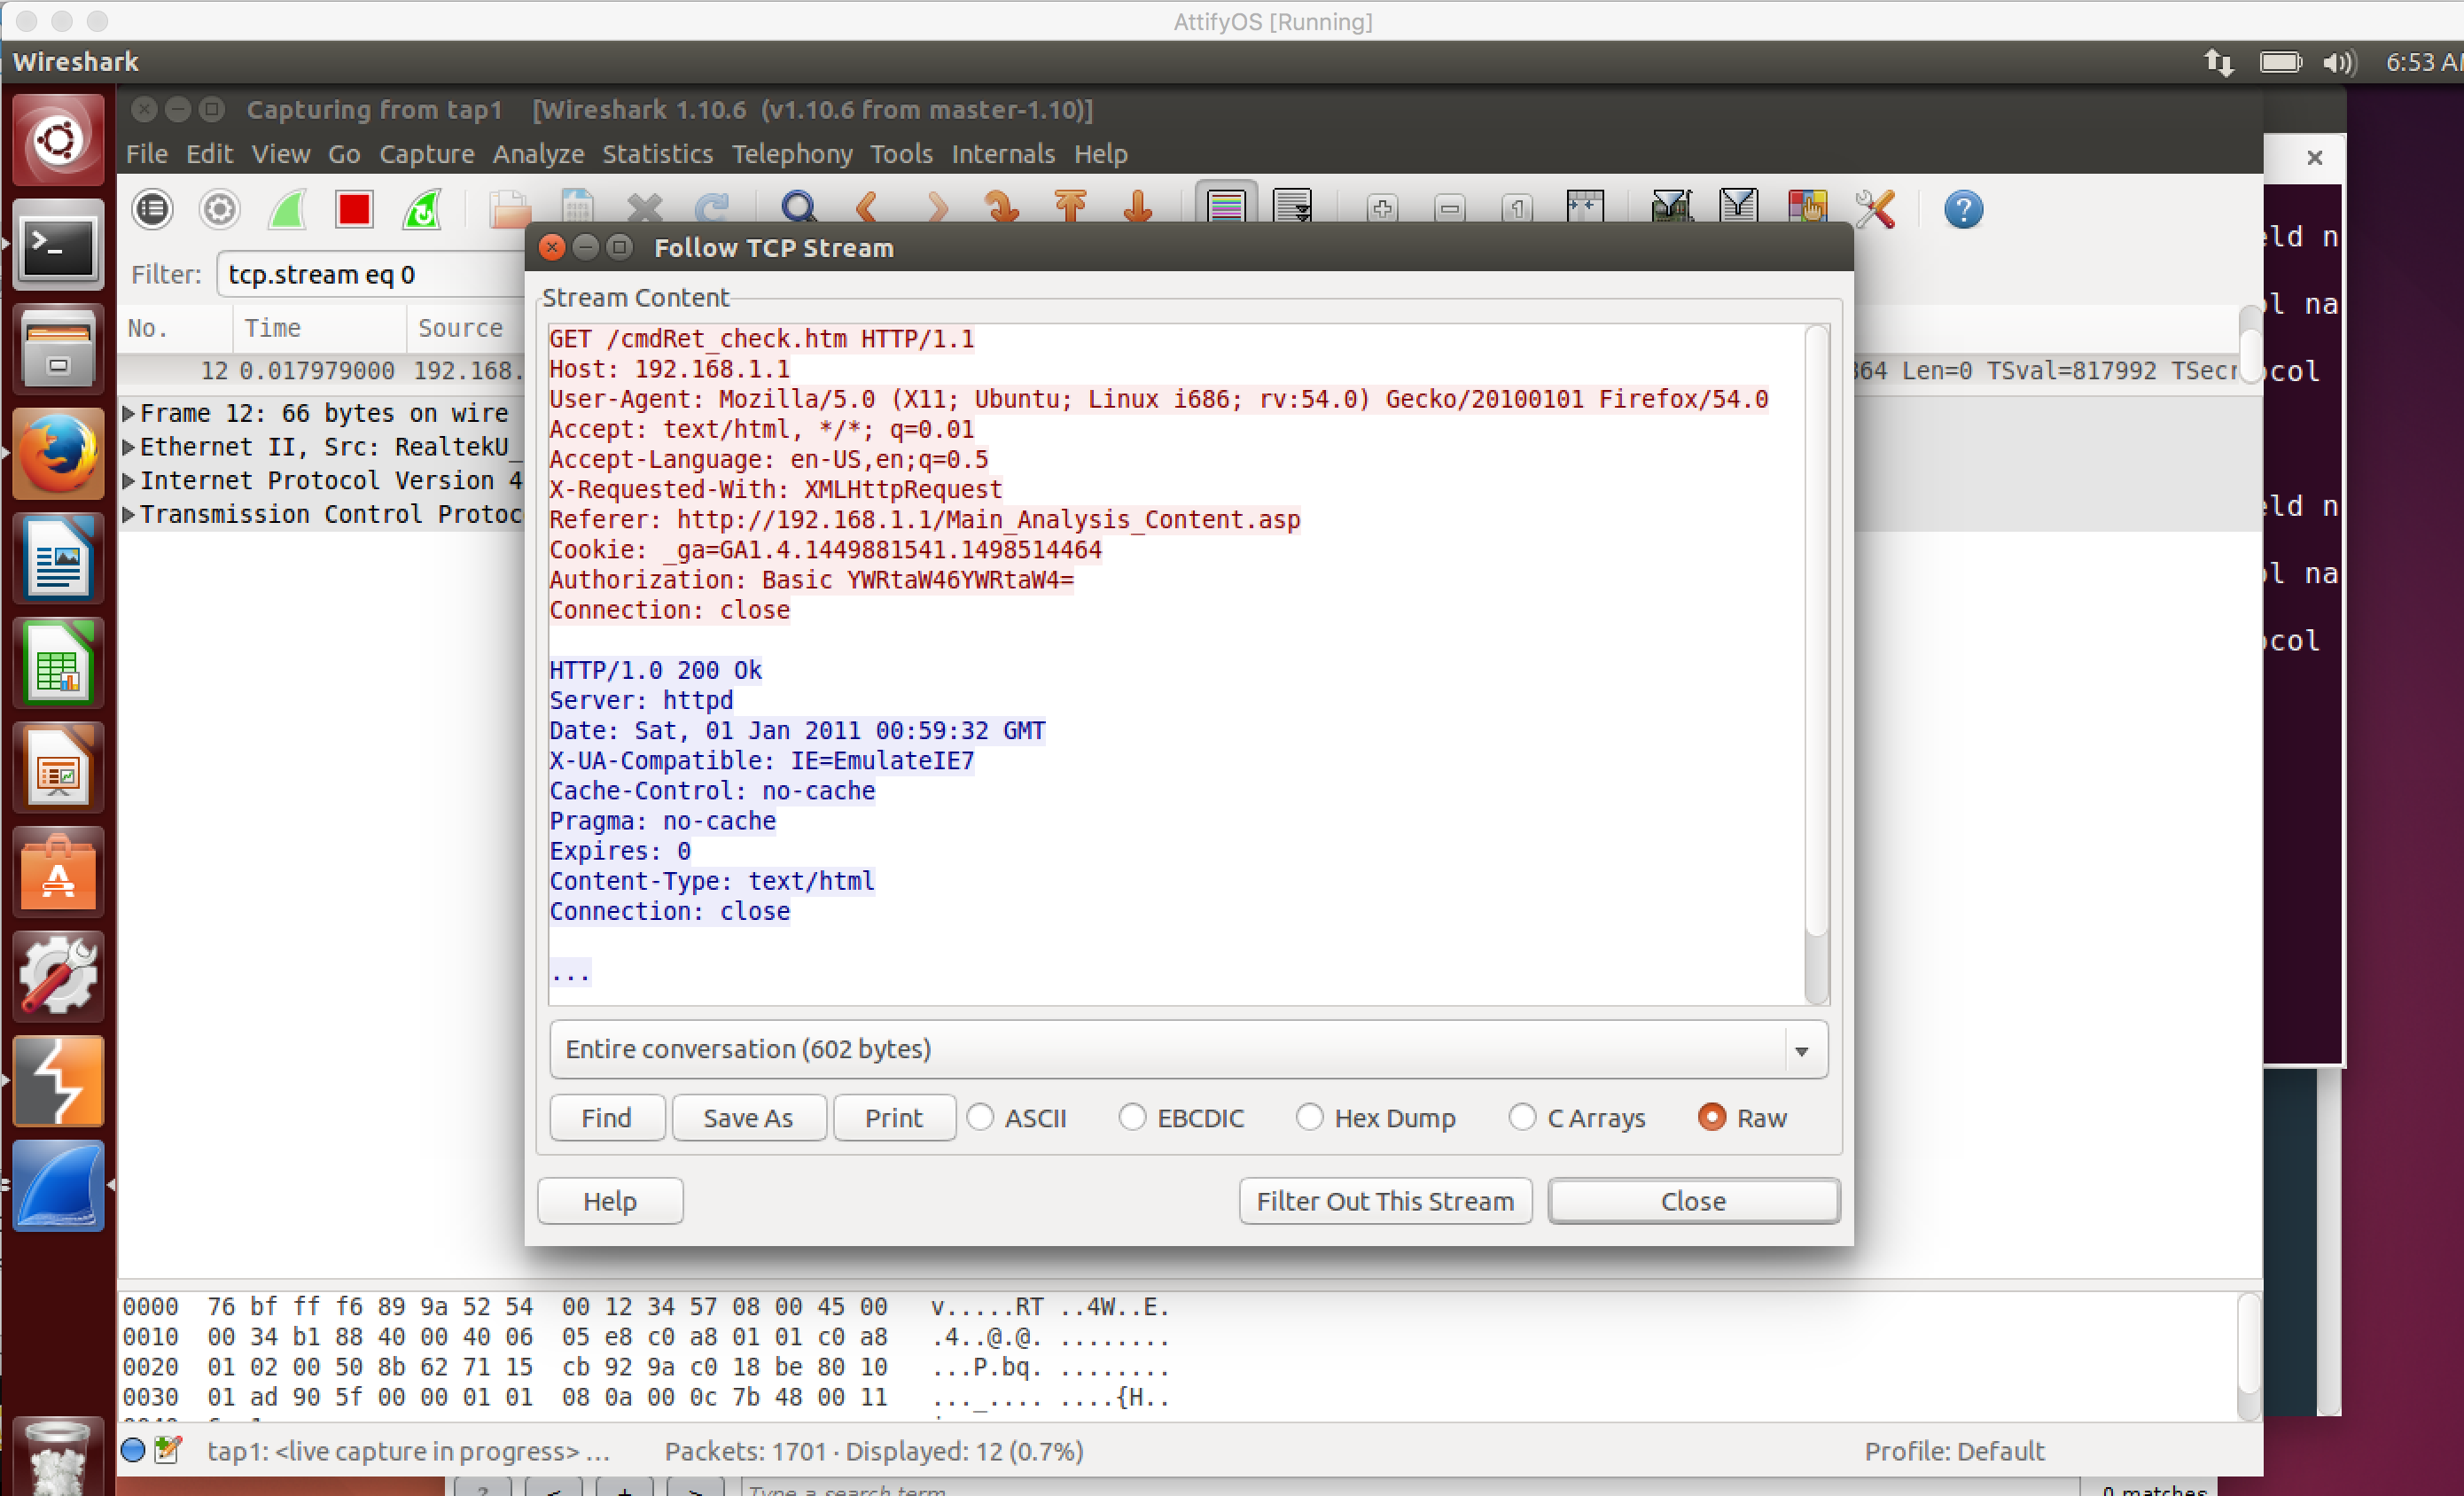 AttifyOS [Running]
Wireshark
6:53 AM
Capturing from tap1 [Wireshark 1.10.6 (v1.10.6 from master-1.10)]
File Edit View Go Capture Analyze Statistics Telephony Tools Internals Help
Filter: tcp.stream eq 0
No. Time Source
12 0.017979000 192.168.
364 Len=0 TSval=817992 TSecr
Frame 12: 66 bytes on wire
Ethernet II, Src: RealtekU_
Internet Protocol Version 4
Transmission Control Protoc
Follow TCP Stream
Stream Content
GET /cmdRet_check.htm HTTP/1.1
Host: 192.168.1.1
User-Agent: Mozilla/5.0 (X11; Ubuntu; Linux i686; rv:54.0) Gecko/20100101 Firefox/54.0
Accept: text/html, */*; q=0.01
Accept-Language: en-US,en;q=0.5
X-Requested-With: XMLHttpRequest
Referer: http://192.168.1.1/Main_Analysis_Content.asp
Cookie: _ga=GA1.4.1449881541.1498514464
Authorization: Basic YWRtaW46YWRtaW4=
Connection: close
HTTP/1.0 200 Ok
Server: httpd
Date: Sat, 01 Jan 2011 00:59:32 GMT
X-UA-Compatible: IE=EmulateIE7
Cache-Control: no-cache
Pragma: no-cache
Expires: 0
Content-Type: text/html
Connection: close
...
Entire conversation (602 bytes)
Find Save As Print ASCII EBCDIC Hex Dump C Arrays Raw
Help Filter Out This Stream Close
eld n
ol na
ocol
eld n
ol na
ocol
0000 76 bf ff f6 89 9a 52 54 00 12 34 57 08 00 45 00 v.....RT ..4W..E.
0010 00 34 b1 88 40 00 40 06 05 e8 c0 a8 01 01 c0 a8 .4..@.@. ........
0020 01 02 00 50 8b 62 71 15 cb 92 9a c0 18 be 80 10 ...P.bq. ........
0030 01 ad 90 5f 00 00 01 01 08 0a 00 0c 7b 48 00 11 ..._.... ....{H..
tap1: <live capture in progress> ... Packets: 1701 · Displayed: 12 (0.7%) Profile: Default
? < + > Type a search term 0 matches